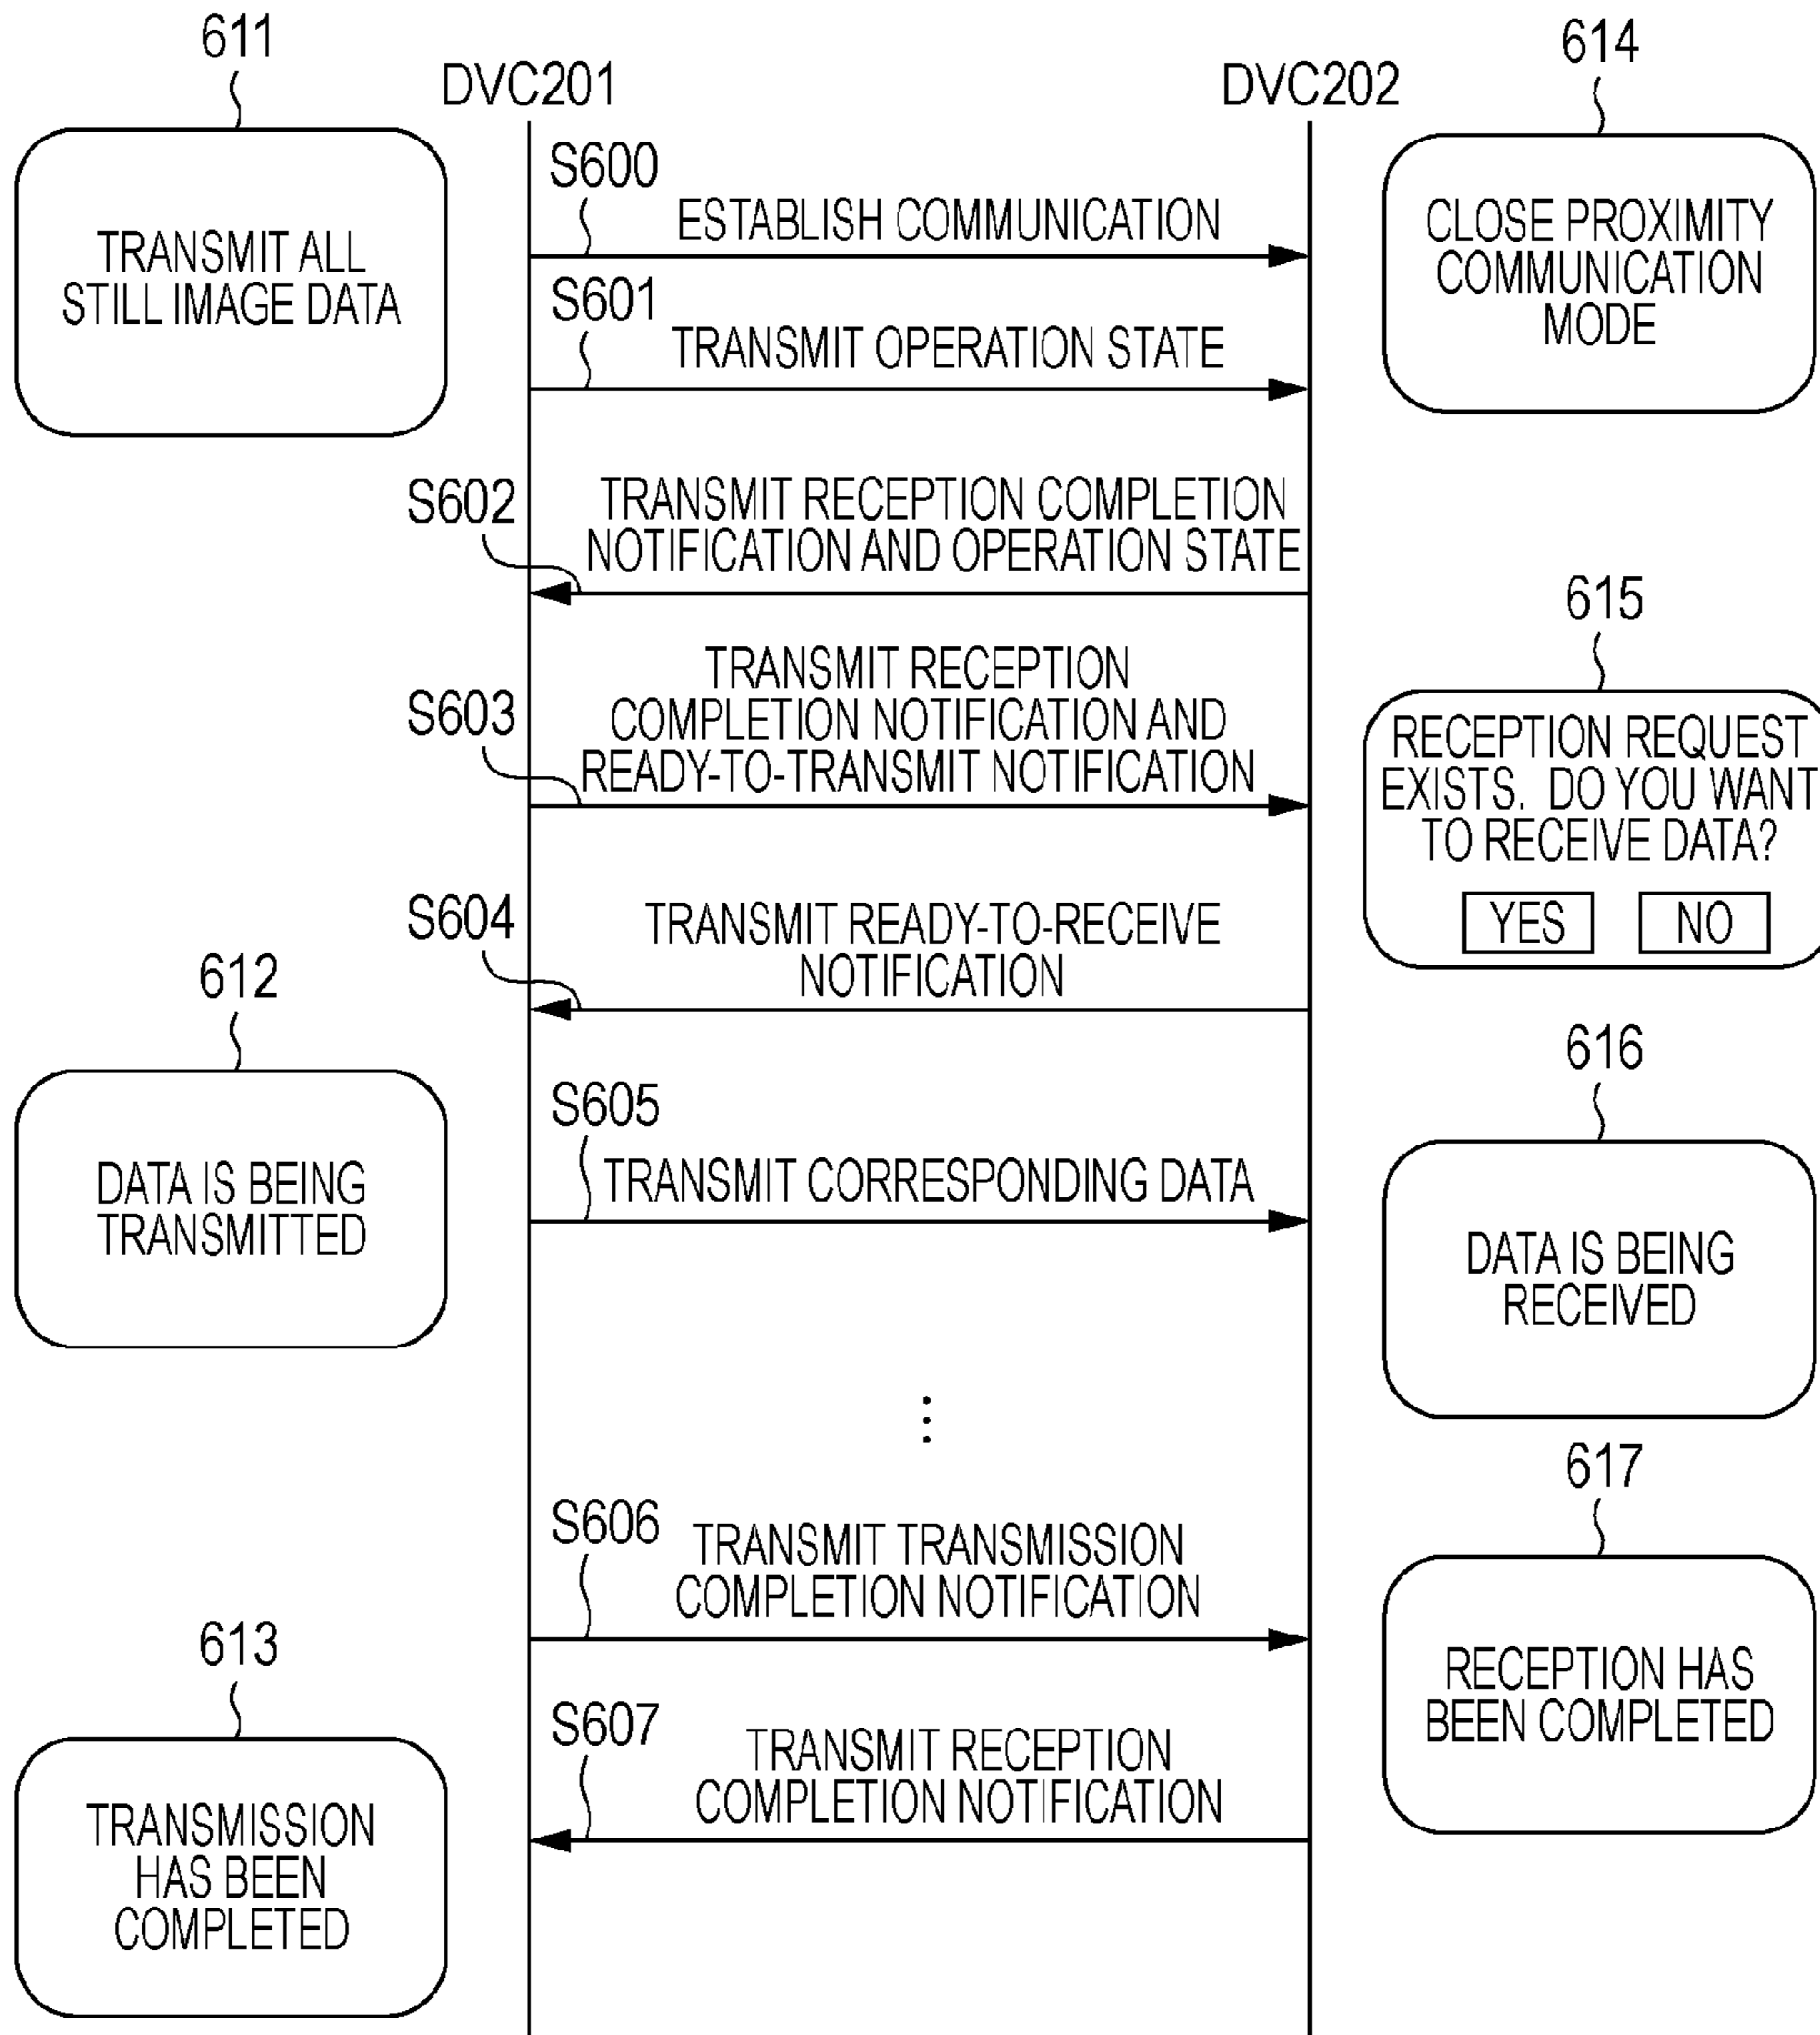 611
DVC201
DVC202
614
TRANSMIT ALL
STILL IMAGE DATA
S600
ESTABLISH COMMUNICATION
CLOSE PROXIMITY
COMMUNICATION
MODE
S601
TRANSMIT OPERATION STATE
S602
TRANSMIT RECEPTION COMPLETION
NOTIFICATION AND OPERATION STATE
S603
TRANSMIT RECEPTION
COMPLETION NOTIFICATION AND
READY-TO-TRANSMIT NOTIFICATION
615
RECEPTION REQUEST
EXISTS. DO YOU WANT
TO RECEIVE DATA?
YES NO
S604
TRANSMIT READY-TO-RECEIVE
NOTIFICATION
612
DATA IS BEING
TRANSMITTED
S605
TRANSMIT CORRESPONDING DATA
616
DATA IS BEING
RECEIVED
S606
TRANSMIT TRANSMISSION
COMPLETION NOTIFICATION
617
RECEPTION HAS
BEEN COMPLETED
613
TRANSMISSION
HAS BEEN
COMPLETED
S607
TRANSMIT RECEPTION
COMPLETION NOTIFICATION